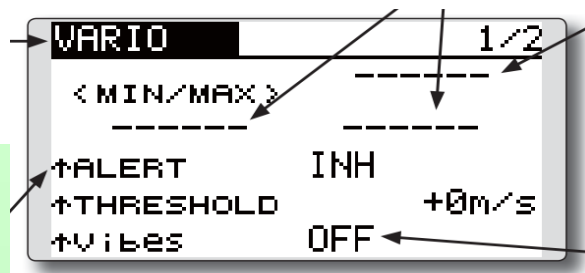 VARIO 1/2
------
<MIN/MAX>
------ ------
↑ALERT INH
↑THRESHOLD +0m/s
↑Vibes OFF